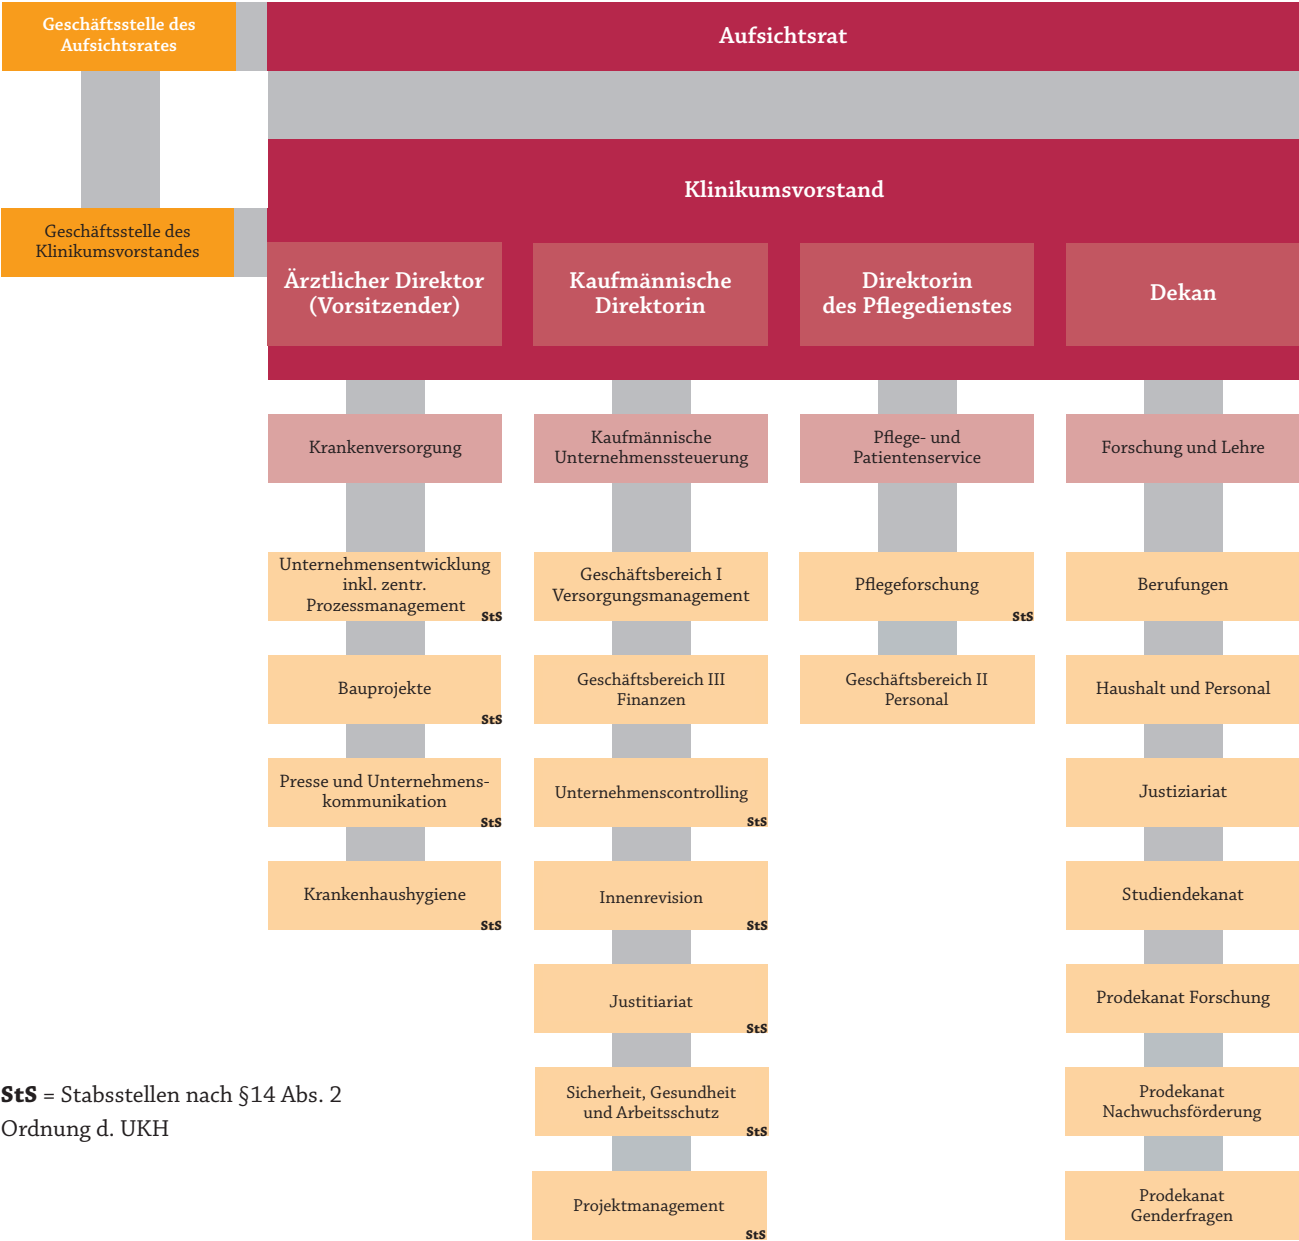 Geschäftsstelle des
Aufsichtsrates
Aufsichtsrat
Klinikumsvorstand
Geschäftsstelle des
Klinikumsvorstandes
Ärztlicher Direktor
(Vorsitzender)
Kaufmännische
Direktorin
Direktorin
des Pflegedienstes
Dekan
Krankenversorgung
Kaufmännische
Unternehmenssteuerung
Pflege- und
Patientenservice
Forschung und Lehre
Unternehmensentwicklung
inkl. zentr.
Prozessmanagement
StS
Geschäftsbereich I
Versorgungsmanagement
Pflegeforschung
StS
Berufungen
Bauprojekte
StS
Geschäftsbereich III
Finanzen
Geschäftsbereich II
Personal
Haushalt und Personal
Presse und Unternehmens-
kommunikation
StS
Unternehmenscontrolling
StS
Justiziariat
Krankenhaushygiene
StS
Innenrevision
StS
Studiendekanat
Justitiariat
StS
Prodekanat Forschung
StS = Stabsstellen nach §14 Abs. 2
Ordnung d. UKH
Sicherheit, Gesundheit
und Arbeitsschutz
StS
Prodekanat
Nachwuchsförderung
Projektmanagement
StS
Prodekanat
Genderfragen